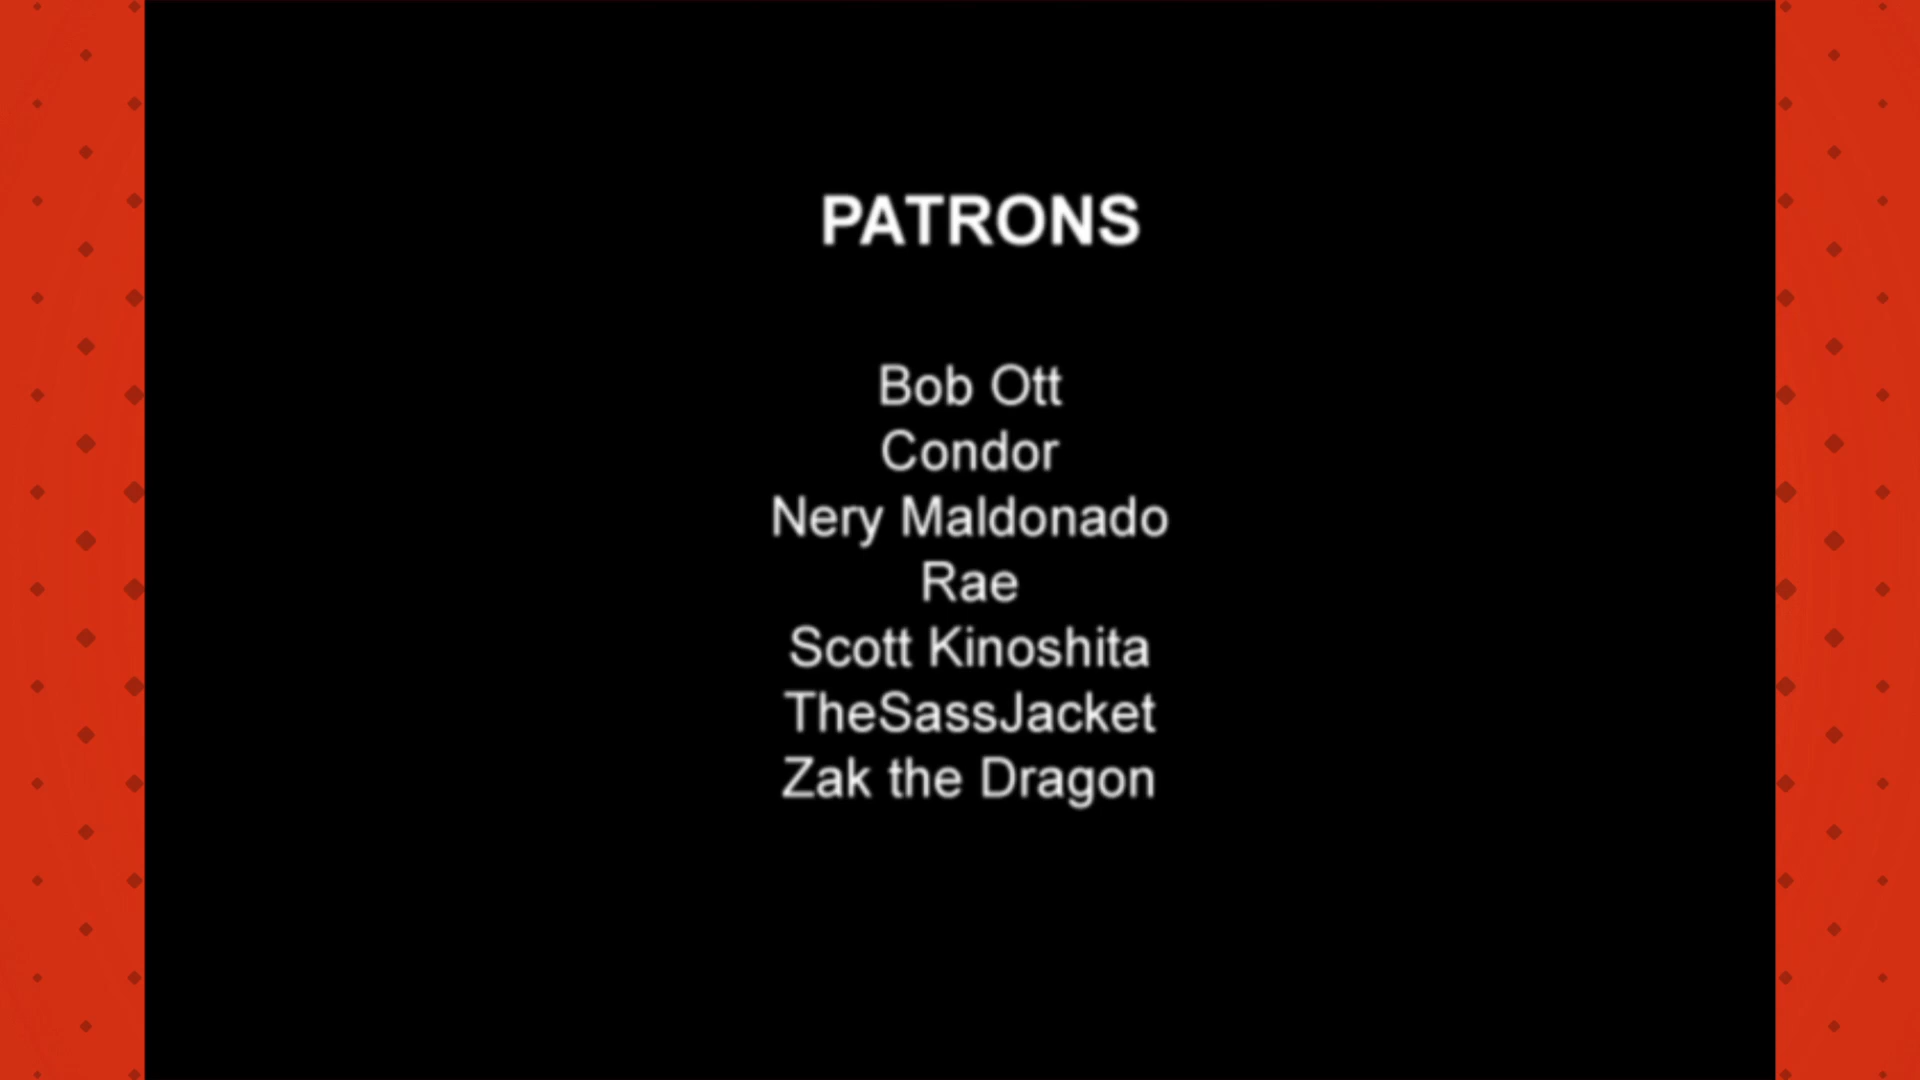 PATRONS
Bob Ott
Condor
Nery Maldonado
Rae
Scott Kinoshita
TheSassJacket
Zak the Dragon